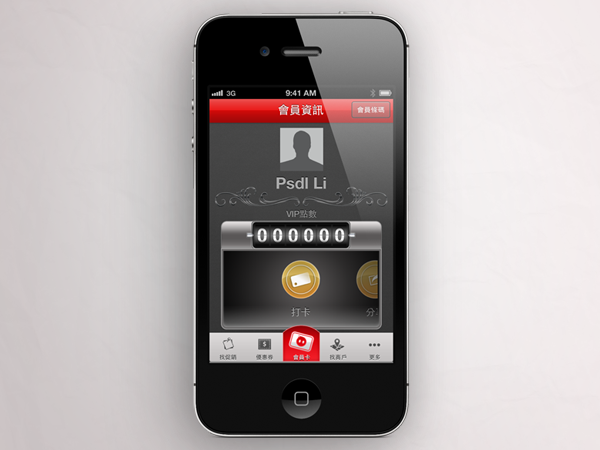 3G 9:41 AM
會員資訊 會員條碼
Psdl Li
VIP點數
000000
打卡 分
找促銷 優惠券 會員卡 找商戶 更多